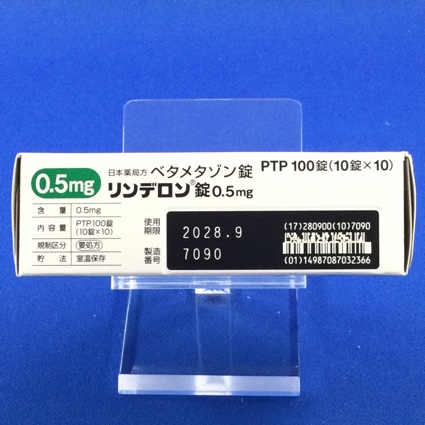 0.5mg
日本薬局方 ベタメタゾン錠 PTP 100錠(10錠×10)
リンデロン®錠0.5mg
含 量 0.5mg
内容量 PTP100錠
(10錠×10)
規制区分 要処方
貯 法 室温保存
使用
期限 2028.9
製造
番号 7090
(17)280900(10)7090
(01)14987087032366